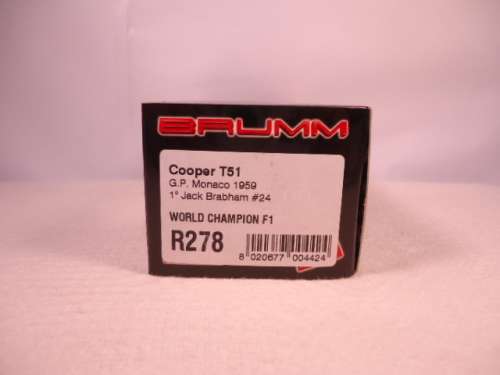 BRUMM
Cooper T51
G.P. Monaco 1959
1° Jack Brabham #24
WORLD CHAMPION F1
R278
8 020677 004424